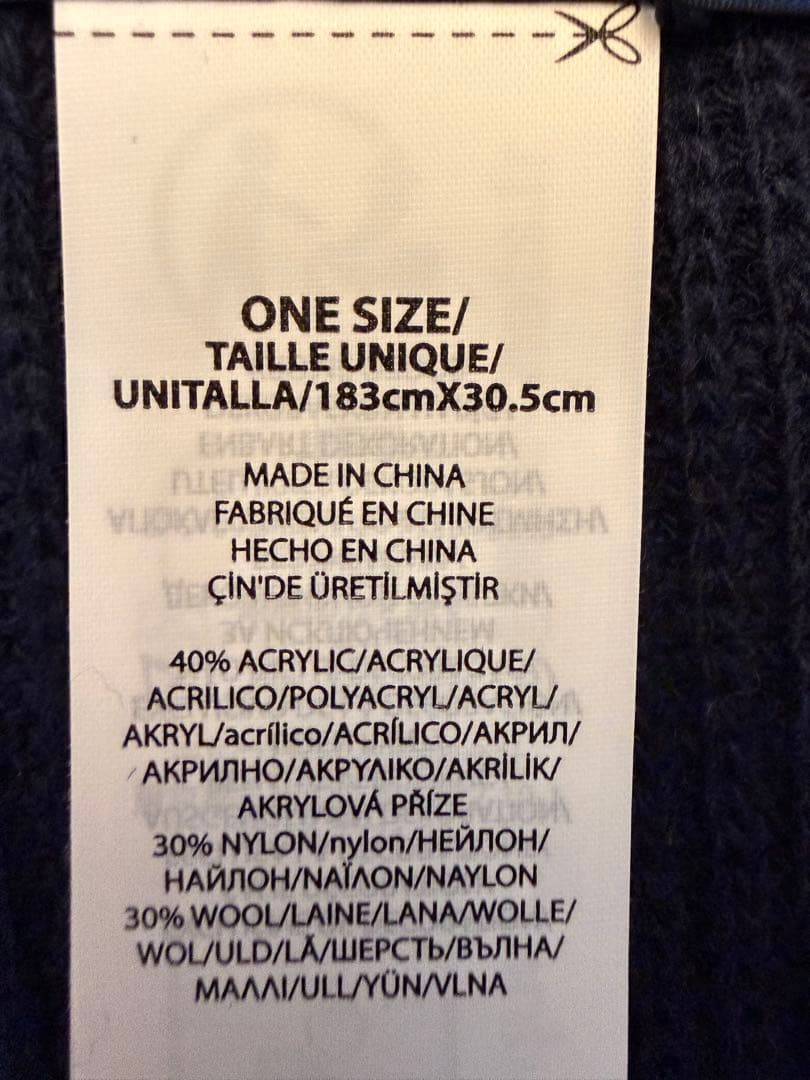 ONE SIZE/
TAILLE UNIQUE/
UNITALLA/183cmX30.5cm
MADE IN CHINA
FABRIQUÉ EN CHINE
HECHO EN CHINA
ÇİN'DE ÜRETİLMİŞTİR
40% ACRYLIC/ACRYLIQUE/
ACRILICO/POLYACRYL/ACRYL/
AKRYL/acrílico/ACRÍLICO/АКРИЛ/
АКРИЛНО/ΑΚΡΥΛΙΚΟ/AKRİLİK/
AKRYLOVÁ PŘÍZE
30% NYLON/nylon/НЕЙЛОН/
НАЙЛОН/ΝΑΪΛΟΝ/NAYLON
30% WOOL/LAINE/LANA/WOLLE/
WOL/ULD/LÃ/ШЕРСТЬ/ВЪЛНА/
ΜΑΛΛΙ/ULL/YÜN/VLNA